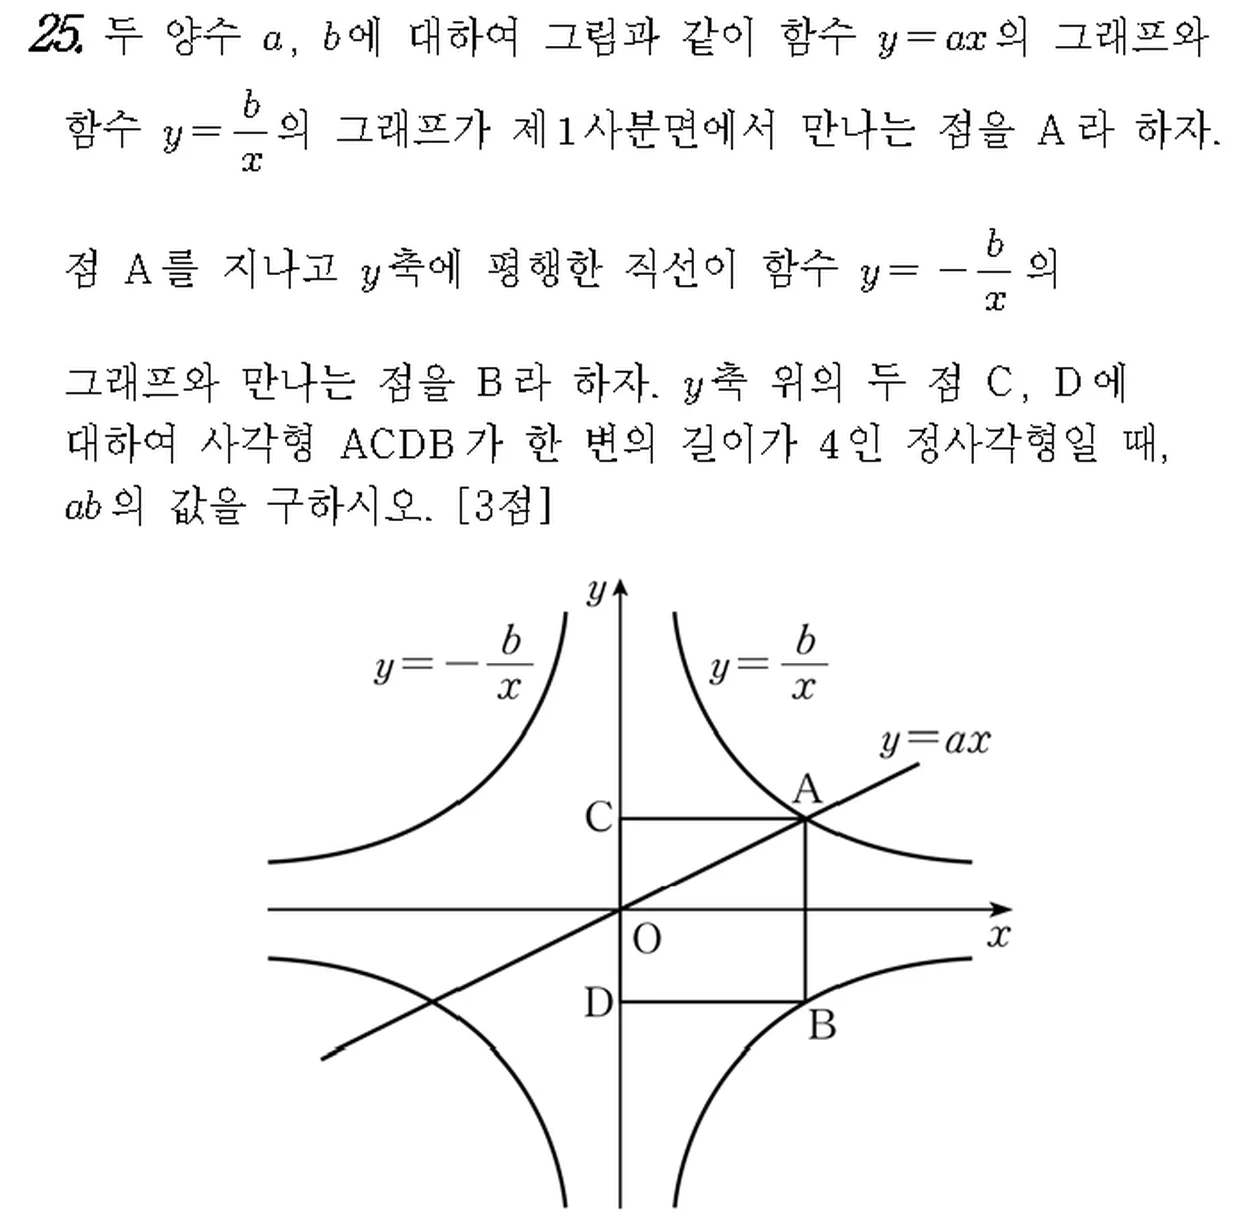 25. 두 양수 a, b에 대하여 그림과 같이 함수 y=ax의 그래프와
함수 y=b/x의 그래프가 제1사분면에서 만나는 점을 A라 하자.
점 A를 지나고 y축에 평행한 직선이 함수 y=-b/x의
그래프와 만나는 점을 B라 하자. y축 위의 두 점 C, D에
대하여 사각형 ACDB가 한 변의 길이가 4인 정사각형일 때,
ab의 값을 구하시오. [3점]
y
y=-b/x
y=b/x
y=ax
A
C
O
x
D
B